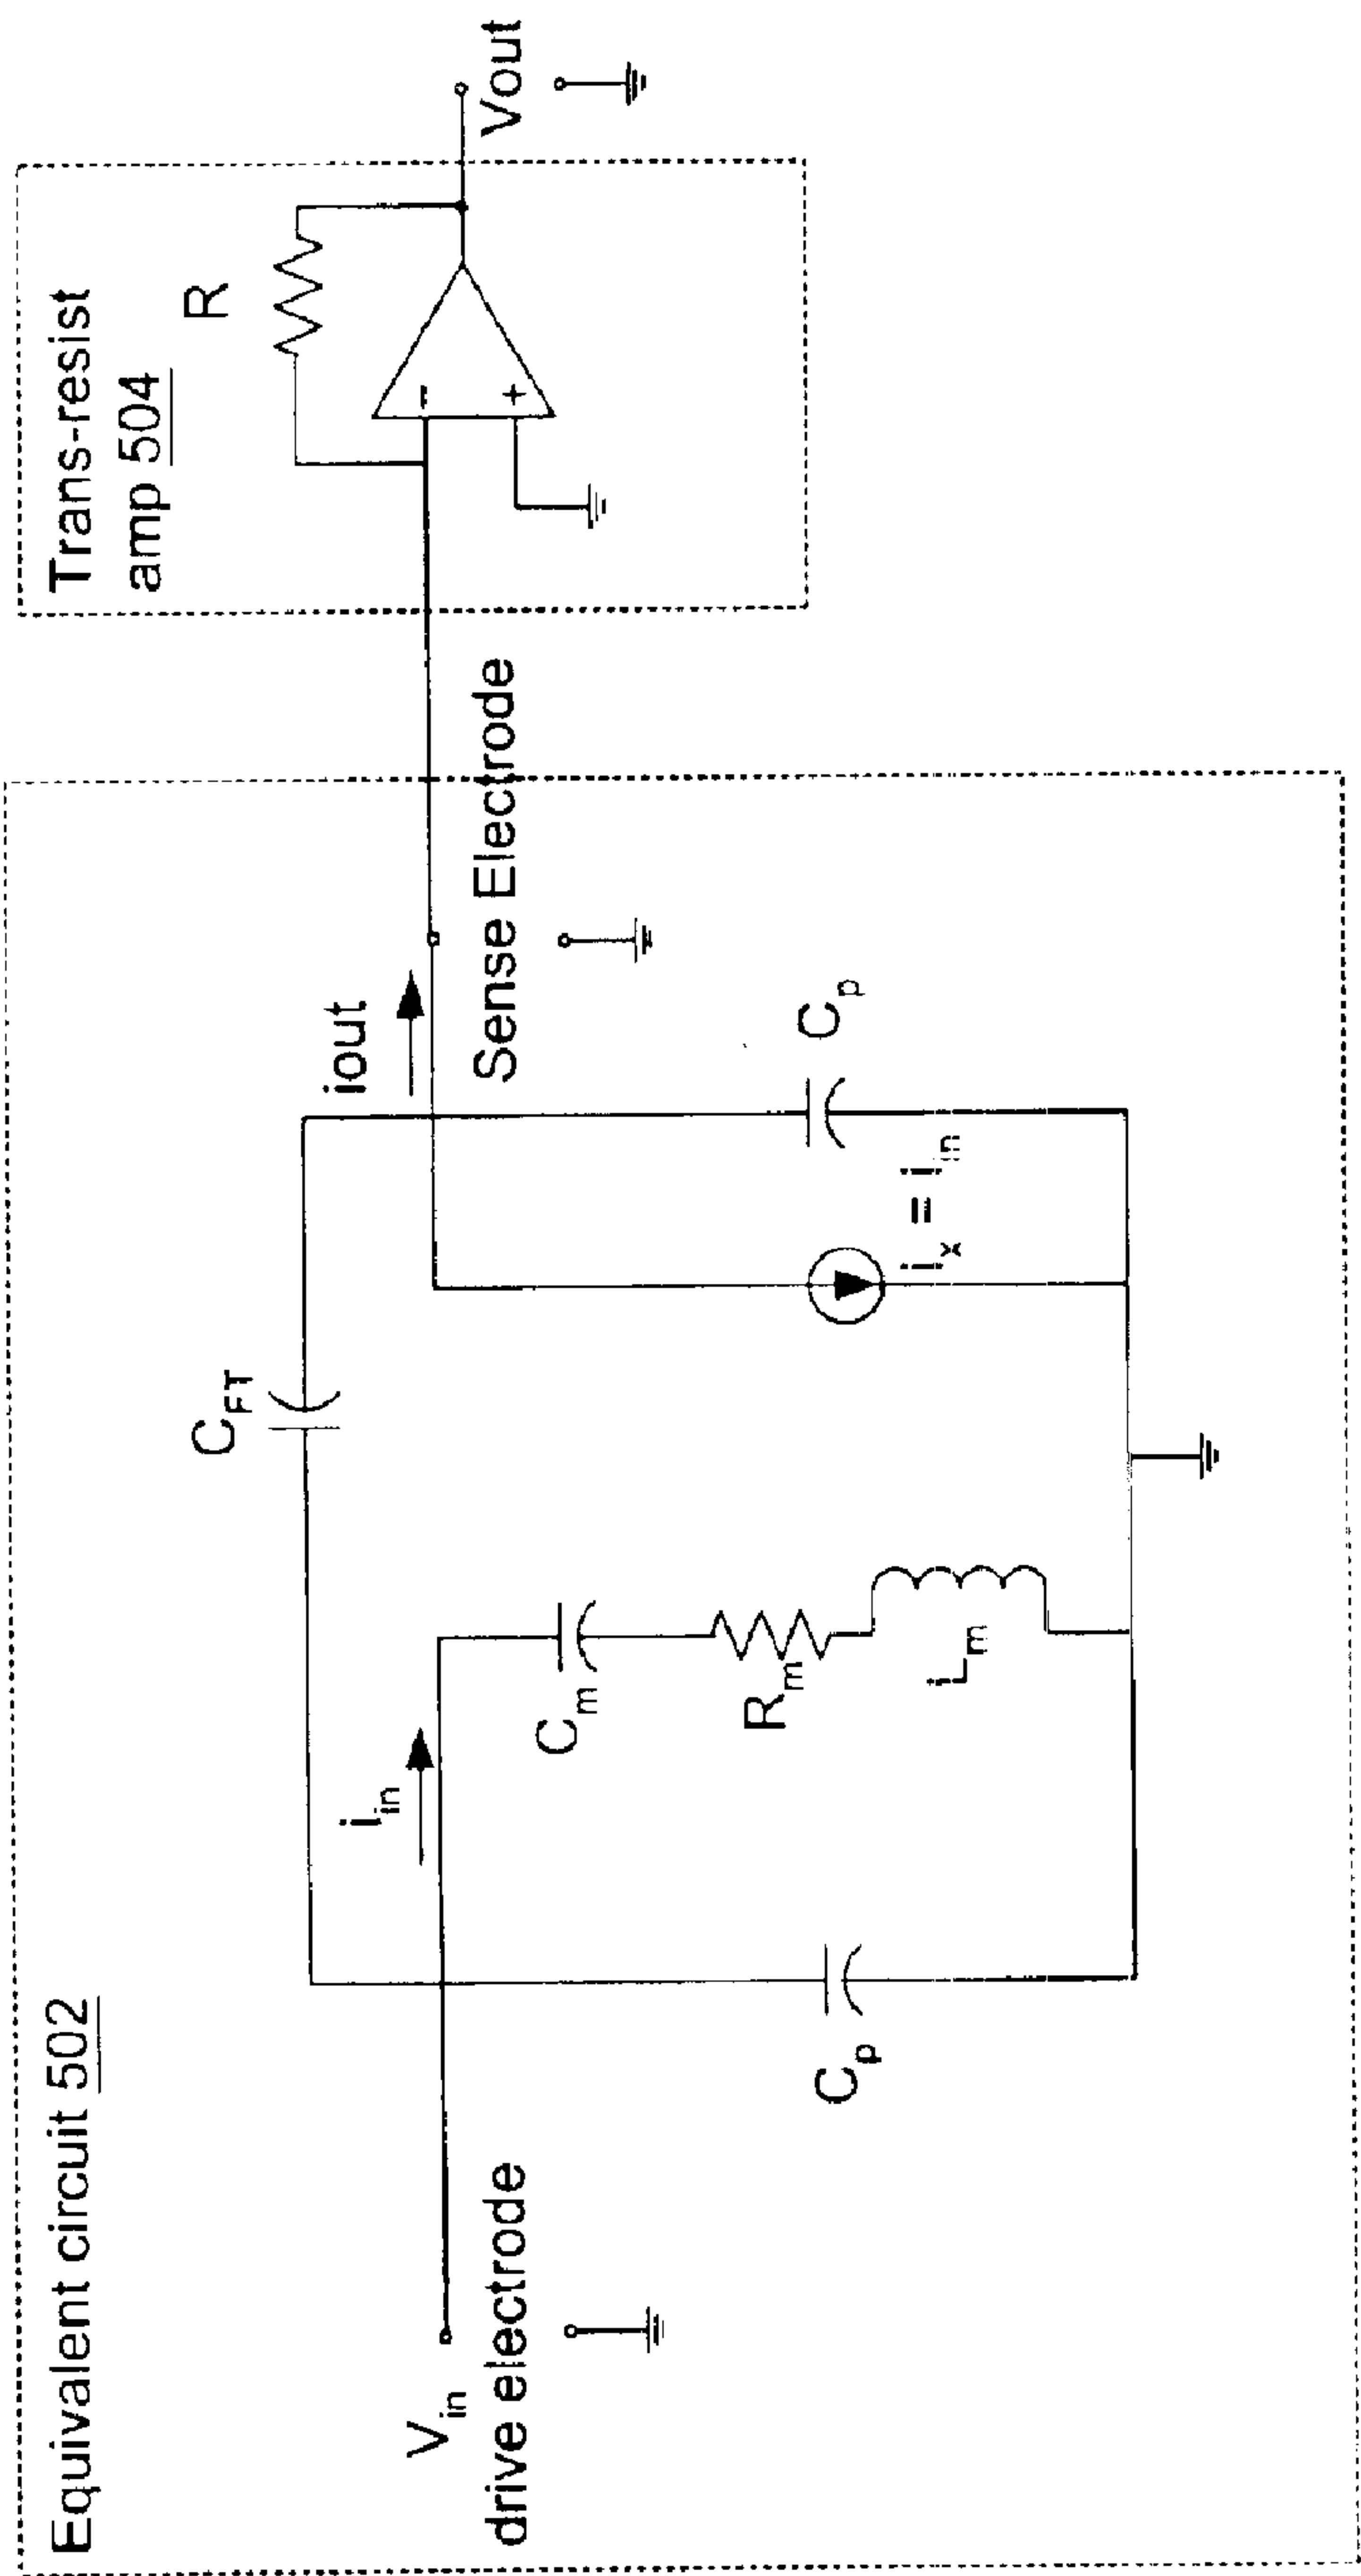 Equivalent circuit 502
Trans-resist
amp 504
R
C_FT
i_in
iout
V_in
drive electrode
C_m
R_m
L_m
C_p
i_x = i_in
C_p
Sense Electrode
−
+
Vout